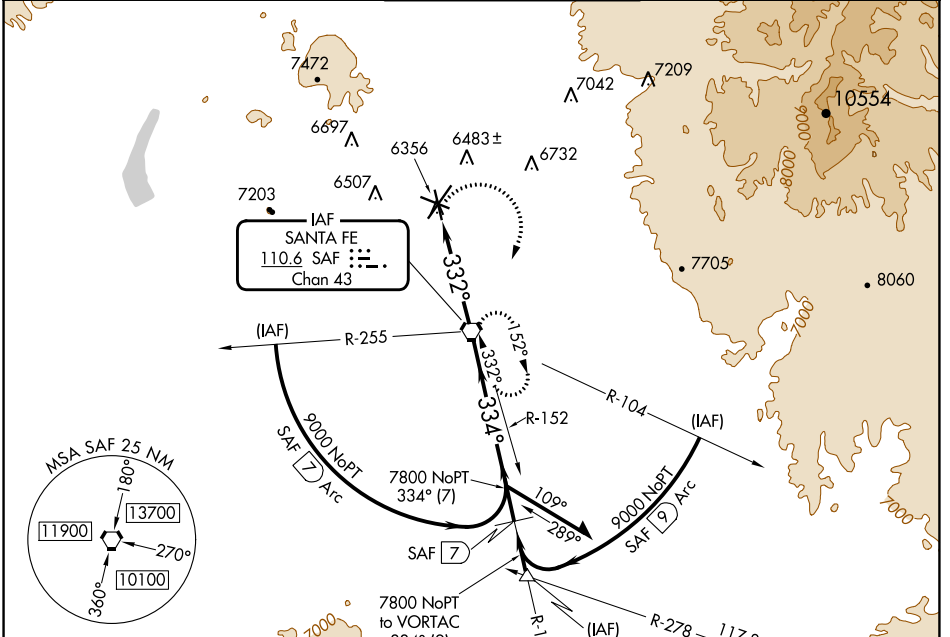 7472
7042
7209
10554
10000
6697
6356
6483±
6732
8000
6507
7203
IAF
SANTA FE
110.6 SAF
Chan 43
332°
7705
8060
7000
(IAF)
R-255
332°
152°
R-104
334°
R-152
(IAF)
9000 NoPT
SAF 7 Arc
7800 NoPT
334° (7)
109°
289°
9000 NoPT
SAF 9 Arc
7000
MSA SAF 25 NM
180°
13700
11900
270°
10100
360°
SAF 7
7800 NoPT
to VORTAC
7000
(IAF)
R-278